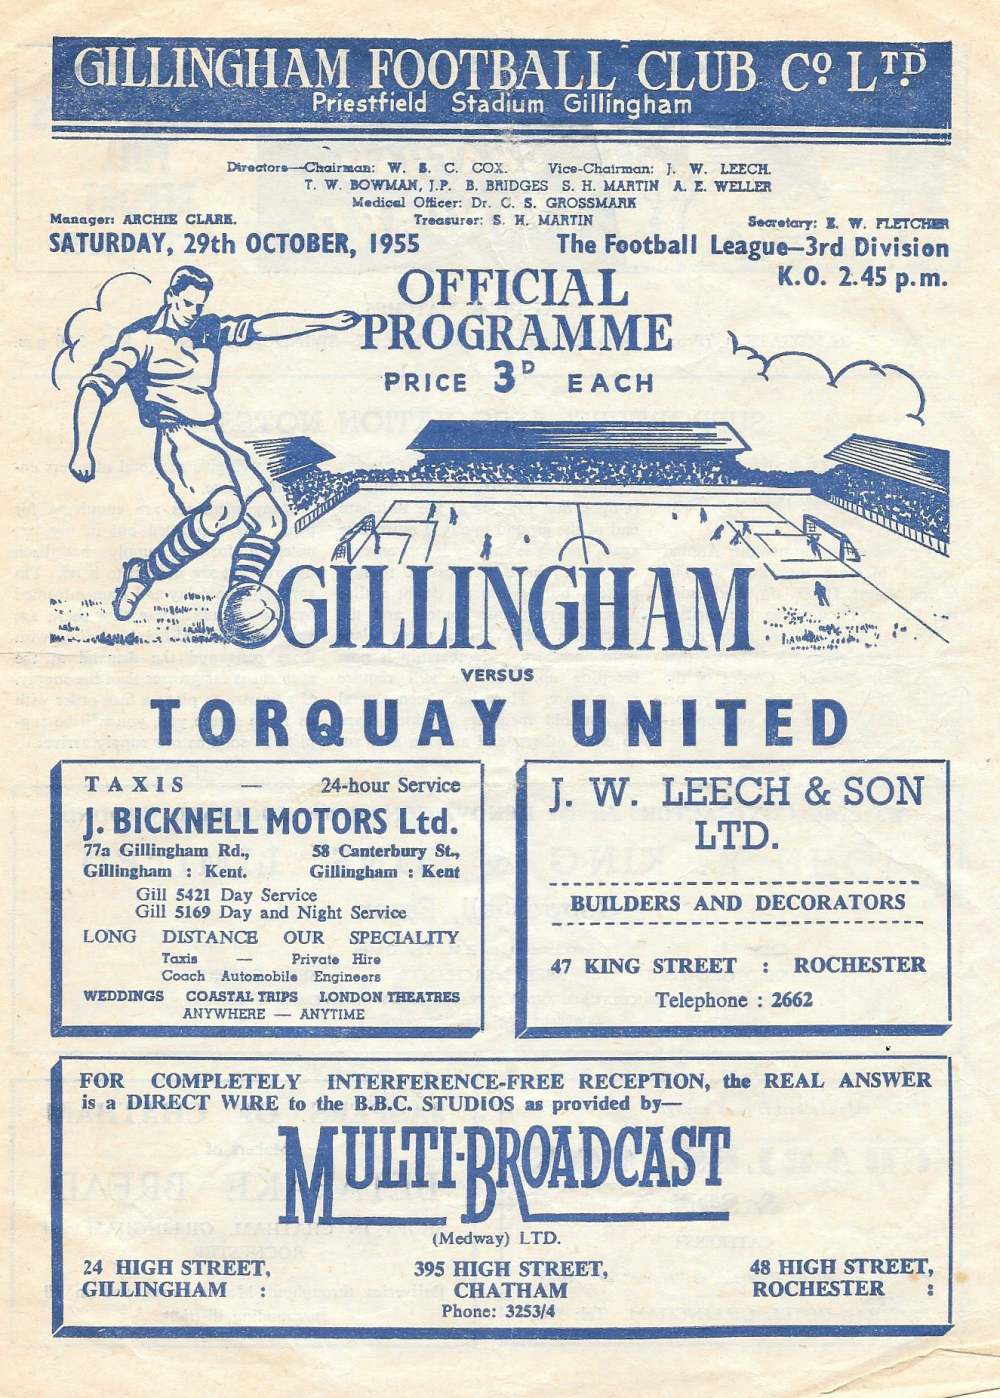 GILLINGHAM FOOTBALL CLUB Cº LTD
Priestfield Stadium Gillingham
Directors—Chairman: W. B. C. COX. Vice-Chairman: J. W. LEECH.
T. W. BOWMAN, J.P. B. BRIDGES S. H. MARTIN A. E. WELLER
Medical Officer: Dr. C. S. GROSSMARK
Manager: ARCHIE CLARK. Treasurer: S. H. MARTIN Secretary: E. W. FLETCHER
SATURDAY, 29th OCTOBER, 1955 The Football League—3rd Division
K.O. 2.45 p.m.
OFFICIAL
PROGRAMME
PRICE 3D EACH
GILLINGHAM
VERSUS
TORQUAY UNITED
TAXIS — 24-hour Service
J. BICKNELL MOTORS Ltd.
77a Gillingham Rd., 58 Canterbury St.,
Gillingham : Kent. Gillingham : Kent
Gill 5421 Day Service
Gill 5169 Day and Night Service
LONG DISTANCE OUR SPECIALITY
Taxis — Private Hire
Coach Automobile Engineers
WEDDINGS COASTAL TRIPS LONDON THEATRES
ANYWHERE — ANYTIME
J. W. LEECH & SON
LTD.
BUILDERS AND DECORATORS
47 KING STREET : ROCHESTER
Telephone : 2662
FOR COMPLETELY INTERFERENCE-FREE RECEPTION, the REAL ANSWER
is a DIRECT WIRE to the B.B.C. STUDIOS as provided by—
MULTI-BROADCAST
(Medway) LTD.
24 HIGH STREET, 395 HIGH STREET, 48 HIGH STREET,
GILLINGHAM : CHATHAM ROCHESTER :
Phone: 3253/4